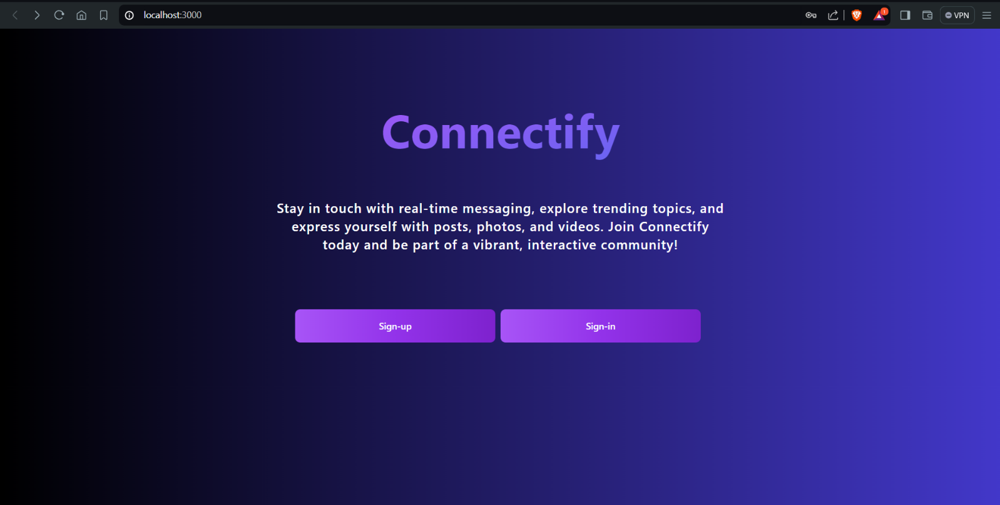 localhost:3000
1
VPN
Connectify
Stay in touch with real-time messaging, explore trending topics, and
express yourself with posts, photos, and videos. Join Connectify
today and be part of a vibrant, interactive community!
Sign-up
Sign-in